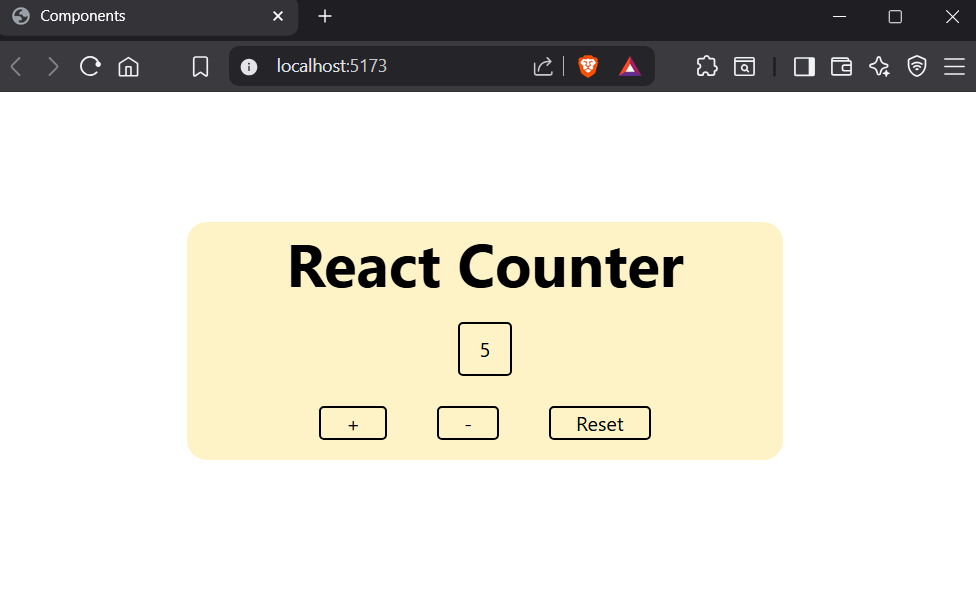 Components
localhost:5173
React Counter
5
+ - Reset